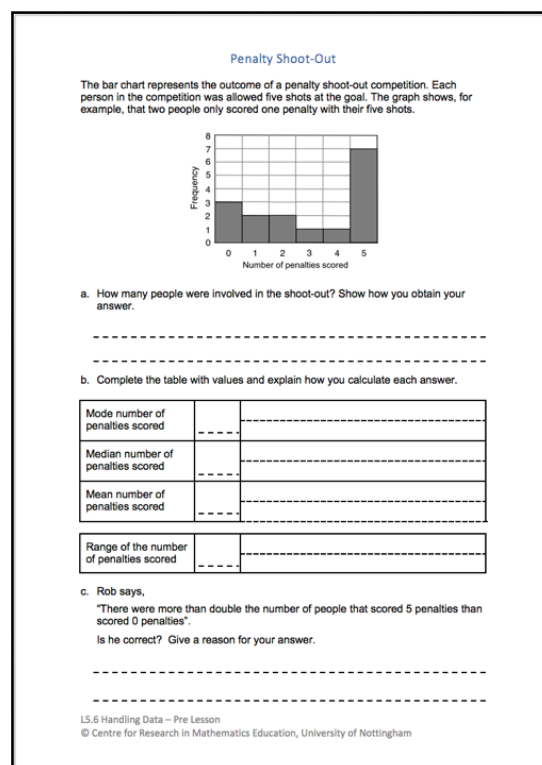 Penalty Shoot-Out
The bar chart represents the outcome of a penalty shoot-out competition. Each
person in the competition was allowed five shots at the goal. The graph shows, for
example, that two people only scored one penalty with their five shots.
8
7
6
5
4
3
2
1
0
Frequency
0 1 2 3 4 5
Number of penalties scored
a. How many people were involved in the shoot-out? Show how you obtain your
answer.
b. Complete the table with values and explain how you calculate each answer.
Mode number of
penalties scored
Median number of
penalties scored
Mean number of
penalties scored
Range of the number
of penalties scored
c. Rob says,
"There were more than double the number of people that scored 5 penalties than
scored 0 penalties".
Is he correct? Give a reason for your answer.
L5.6 Handling Data – Pre Lesson
© Centre for Research in Mathematics Education, University of Nottingham